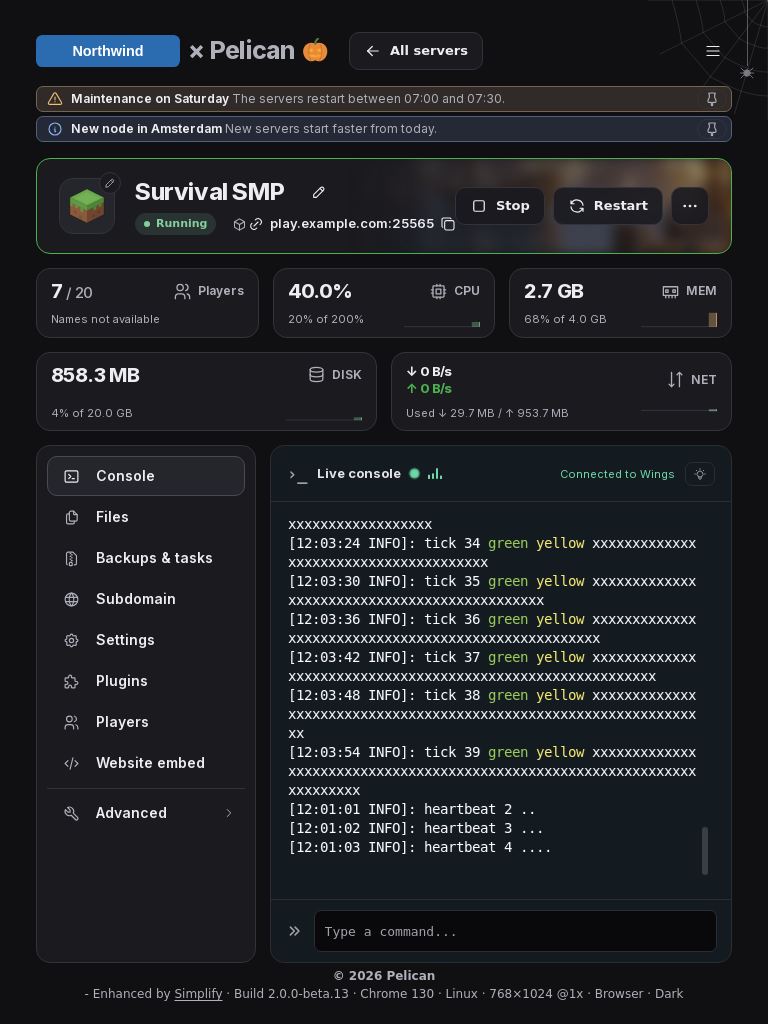 Northwind × Pelican 🎃 All servers
Maintenance on Saturday The servers restart between 07:00 and 07:30.
New node in Amsterdam New servers start faster from today.
Survival SMP
Running play.example.com:25565
Stop Restart
7 / 20 Players
Names not available
40.0% CPU
20% of 200%
2.7 GB MEM
68% of 4.0 GB
858.3 MB DISK
4% of 20.0 GB
↓ 0 B/s
↑ 0 B/s
NET
Used ↓ 29.7 MB / ↑ 953.7 MB
Console
Files
Backups & tasks
Subdomain
Settings
Plugins
Players
Website embed
Advanced
Live console Connected to Wings
xxxxxxxxxxxxxxxxxx
[12:03:24 INFO]: tick 34 green yellow xxxxxxxxxxxxx
xxxxxxxxxxxxxxxxxxxxxxxxx
[12:03:30 INFO]: tick 35 green yellow xxxxxxxxxxxxx
xxxxxxxxxxxxxxxxxxxxxxxxxxxxxxxx
[12:03:36 INFO]: tick 36 green yellow xxxxxxxxxxxxx
xxxxxxxxxxxxxxxxxxxxxxxxxxxxxxxxxxxxxxx
[12:03:42 INFO]: tick 37 green yellow xxxxxxxxxxxxx
xxxxxxxxxxxxxxxxxxxxxxxxxxxxxxxxxxxxxxxxxxxxxx
[12:03:48 INFO]: tick 38 green yellow xxxxxxxxxxxxx
xxxxxxxxxxxxxxxxxxxxxxxxxxxxxxxxxxxxxxxxxxxxxxxxxxx
xx
[12:03:54 INFO]: tick 39 green yellow xxxxxxxxxxxxx
xxxxxxxxxxxxxxxxxxxxxxxxxxxxxxxxxxxxxxxxxxxxxxxxxxx
xxxxxxxxx
[12:01:01 INFO]: heartbeat 2 ..
[12:01:02 INFO]: heartbeat 3 ...
[12:01:03 INFO]: heartbeat 4 ....
Type a command...
© 2026 Pelican
- Enhanced by Simplify · Build 2.0.0-beta.13 · Chrome 130 · Linux · 768×1024 @1x · Browser · Dark